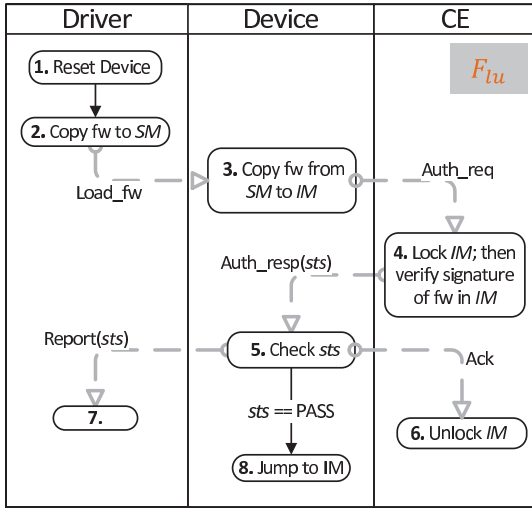 Driver
Device
CE
F_lu
1. Reset Device
2. Copy fw to SM
Load_fw
3. Copy fw from
SM to IM
Auth_req
4. Lock IM; then
verify signature
of fw in IM
Auth_resp(sts)
Report(sts)
5. Check sts
Ack
7.
sts == PASS
6. Unlock IM
8. Jump to IM